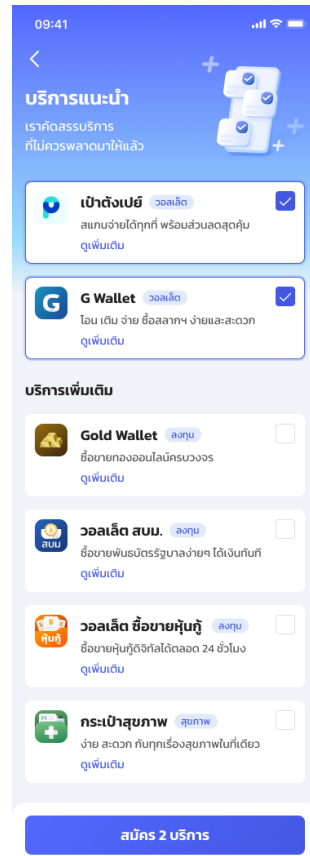 09:41
บริการแนะนำ
เราคัดสรรบริการ
ที่ไม่ควรพลาดมาให้แล้ว
เป๋าตังเปย์ วอลเล็ต
สแกนจ่ายได้ทุกที่ พร้อมส่วนลดสุดคุ้ม
ดูเพิ่มเติม
G
G Wallet วอลเล็ต
โอน เติม จ่าย ซื้อสลากฯ ง่ายและสะดวก
ดูเพิ่มเติม
บริการเพิ่มเติม
Gold Wallet ลงทุน
ซื้อขายทองออนไลน์ครบวงจร
ดูเพิ่มเติม
สบม
วอลเล็ต สบม. ลงทุน
ซื้อขายพันธบัตรรัฐบาลง่ายๆ ได้เงินทันที
ดูเพิ่มเติม
หุ้นกู้
วอลเล็ต ซื้อขายหุ้นกู้ ลงทุน
ซื้อขายหุ้นกู้ดิจิทัลได้ตลอด 24 ชั่วโมง
ดูเพิ่มเติม
กระเป๋าสุขภาพ สุขภาพ
ง่าย สะดวก กับทุกเรื่องสุขภาพในที่เดียว
ดูเพิ่มเติม
สมัคร 2 บริการ